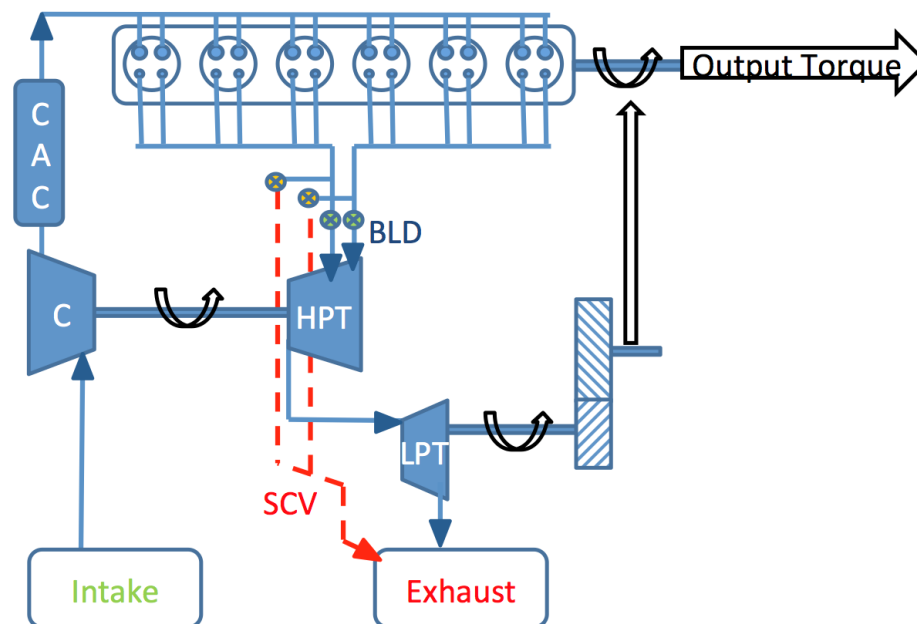 Output Torque
C
A
C
BLD
C
HPT
LPT
SCV
Intake
Exhaust